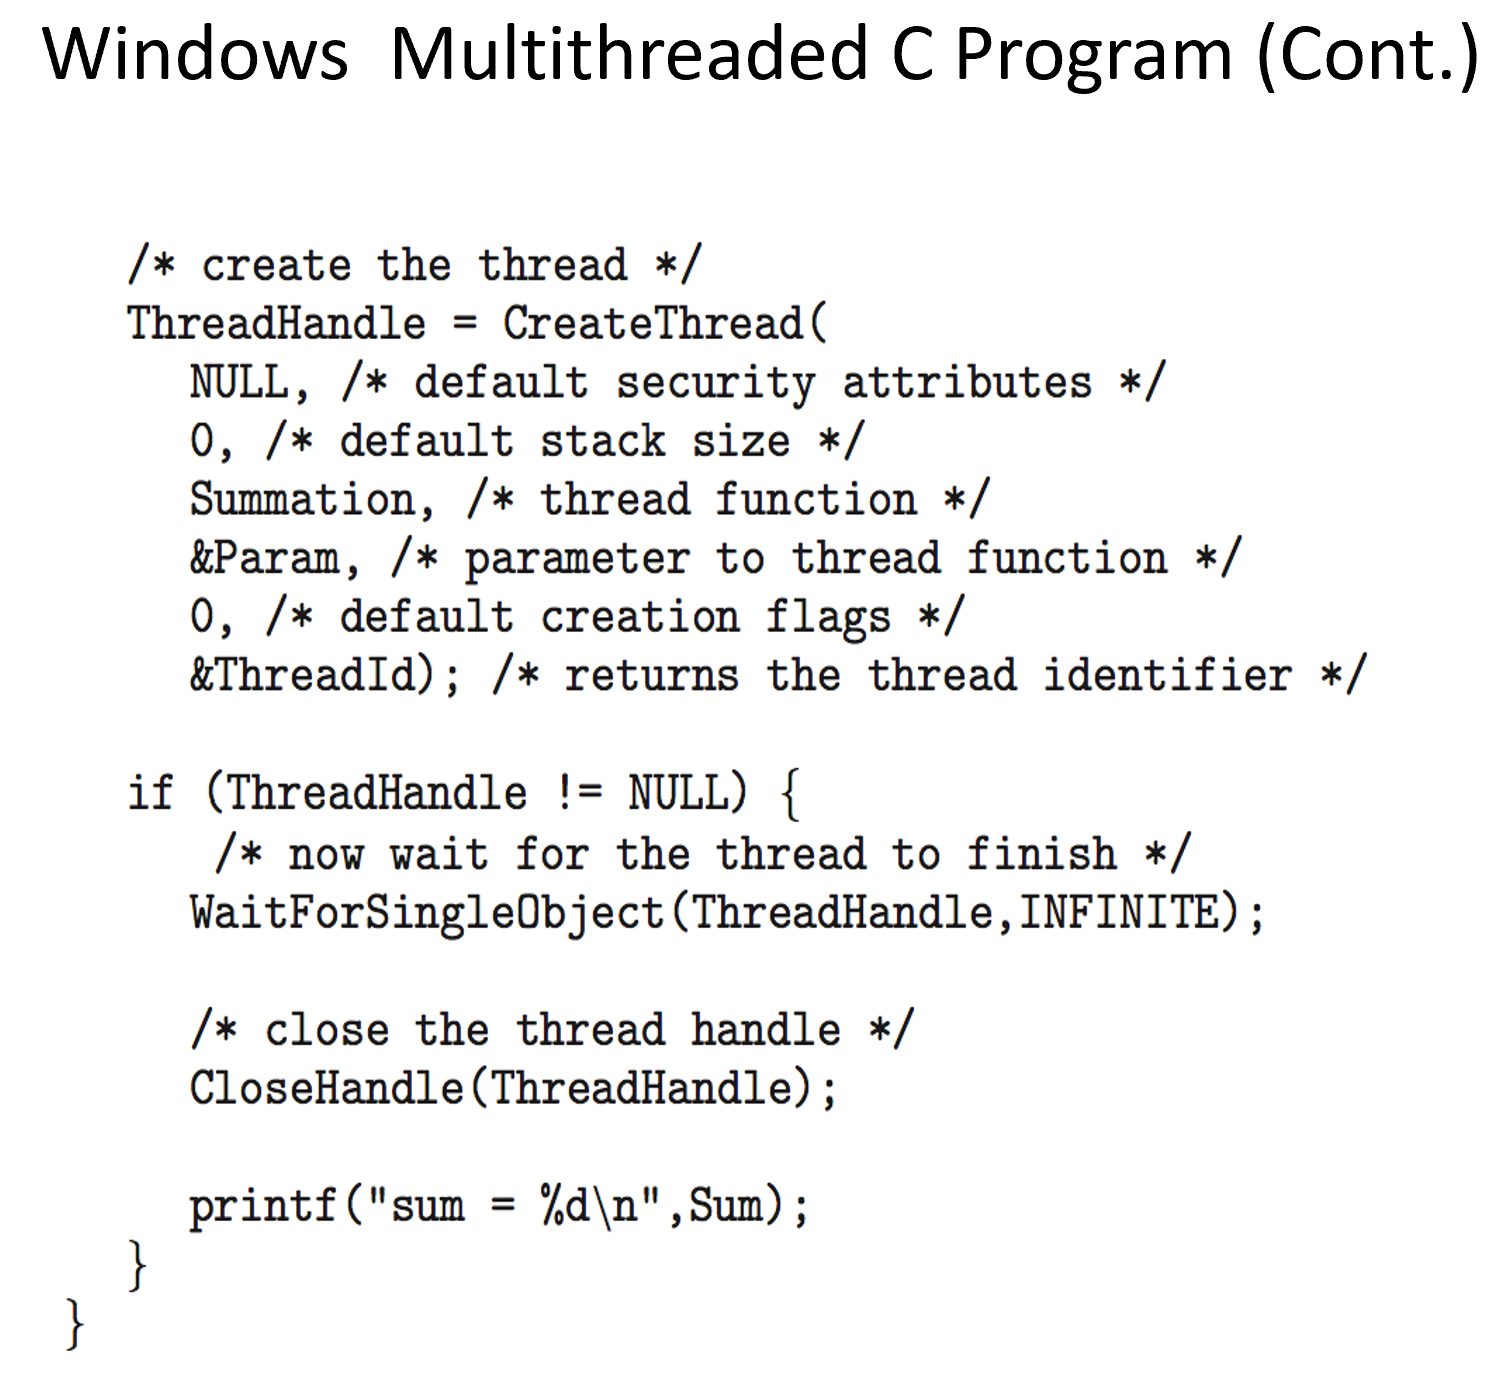 Windows  Multithreaded C Program (Cont.)
/* create the thread */
ThreadHandle = CreateThread(
NULL, /* default security attributes */
0, /* default stack size */
Summation, /* thread function */
&Param, /* parameter to thread function */
0, /* default creation flags */
&ThreadId); /* returns the thread identifier */
if (ThreadHandle != NULL) {
/* now wait for the thread to finish */
WaitForSingleObject(ThreadHandle,INFINITE);
/* close the thread handle */
CloseHandle(ThreadHandle);
printf("sum = %d\n",Sum);
}
}